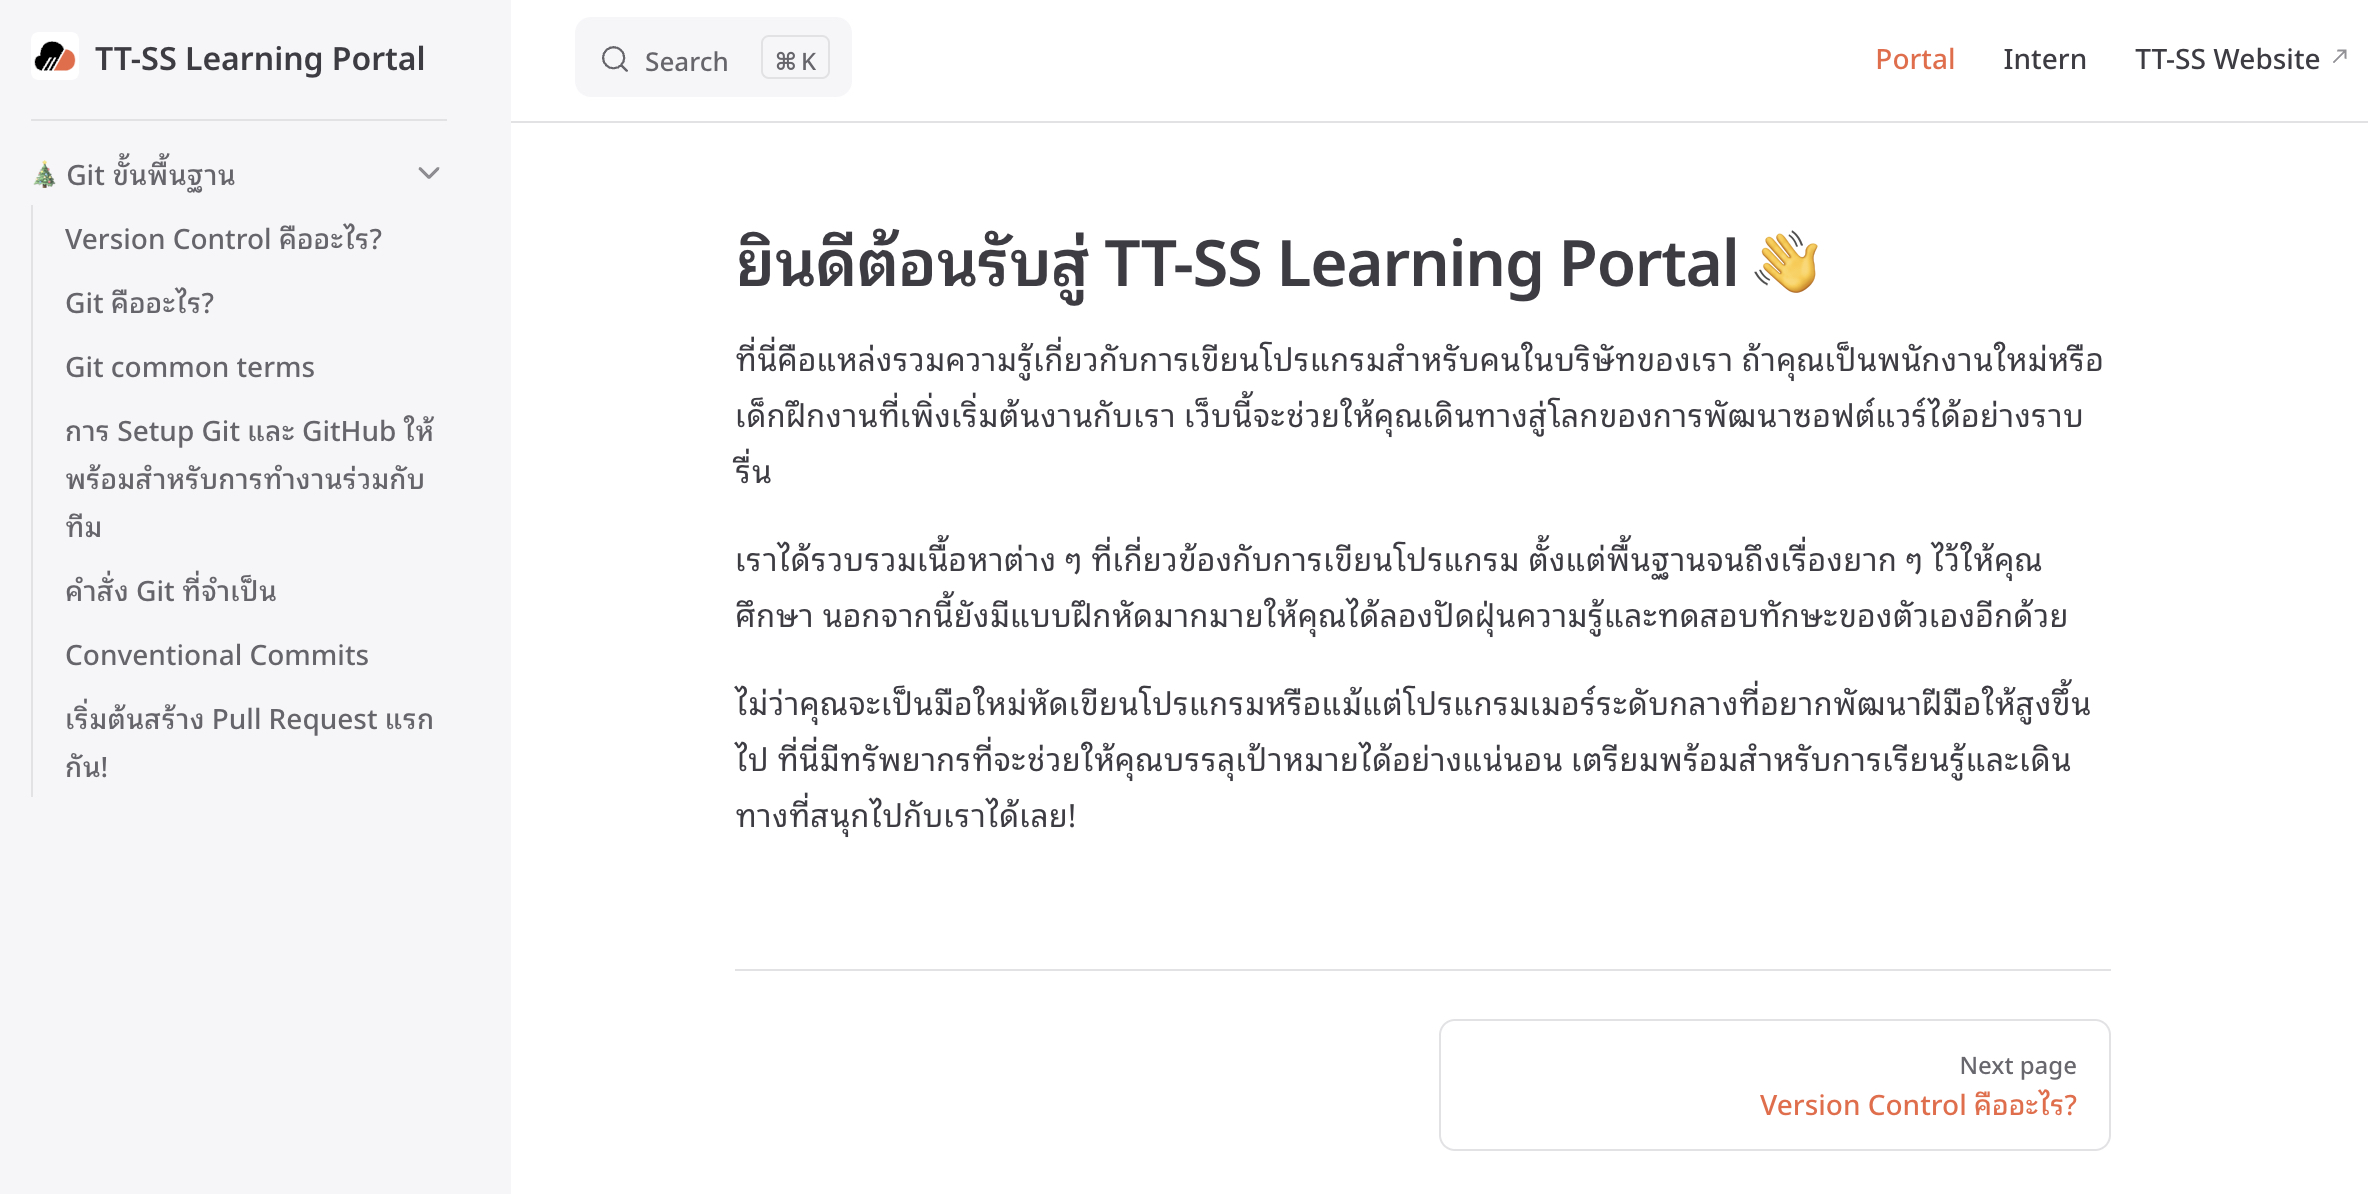 TT-SS Learning Portal
Search
⌘ K
Portal
Intern
TT-SS Website
🎄 Git ขั้นพื้นฐาน
Version Control คืออะไร?
Git คืออะไร?
Git common terms
การ Setup Git และ GitHub ให้
พร้อมสำหรับการทำงานร่วมกับ
ทีม
คำสั่ง Git ที่จำเป็น
Conventional Commits
เริ่มต้นสร้าง Pull Request แรก
กัน!
ยินดีต้อนรับสู่ TT-SS Learning Portal 👋
ที่นี่คือแหล่งรวมความรู้เกี่ยวกับการเขียนโปรแกรมสำหรับคนในบริษัทของเรา ถ้าคุณเป็นพนักงานใหม่หรือ
เด็กฝึกงานที่เพิ่งเริ่มต้นงานกับเรา เว็บนี้จะช่วยให้คุณเดินทางสู่โลกของการพัฒนาซอฟต์แวร์ได้อย่างราบ
รื่น
เราได้รวบรวมเนื้อหาต่าง ๆ ที่เกี่ยวข้องกับการเขียนโปรแกรม ตั้งแต่พื้นฐานจนถึงเรื่องยาก ๆ ไว้ให้คุณ
ศึกษา นอกจากนี้ยังมีแบบฝึกหัดมากมายให้คุณได้ลองปัดฝุ่นความรู้และทดสอบทักษะของตัวเองอีกด้วย
ไม่ว่าคุณจะเป็นมือใหม่หัดเขียนโปรแกรมหรือแม้แต่โปรแกรมเมอร์ระดับกลางที่อยากพัฒนาฝีมือให้สูงขึ้น
ไป ที่นี่มีทรัพยากรที่จะช่วยให้คุณบรรลุเป้าหมายได้อย่างแน่นอน เตรียมพร้อมสำหรับการเรียนรู้และเดิน
ทางที่สนุกไปกับเราได้เลย!
Next page
Version Control คืออะไร?